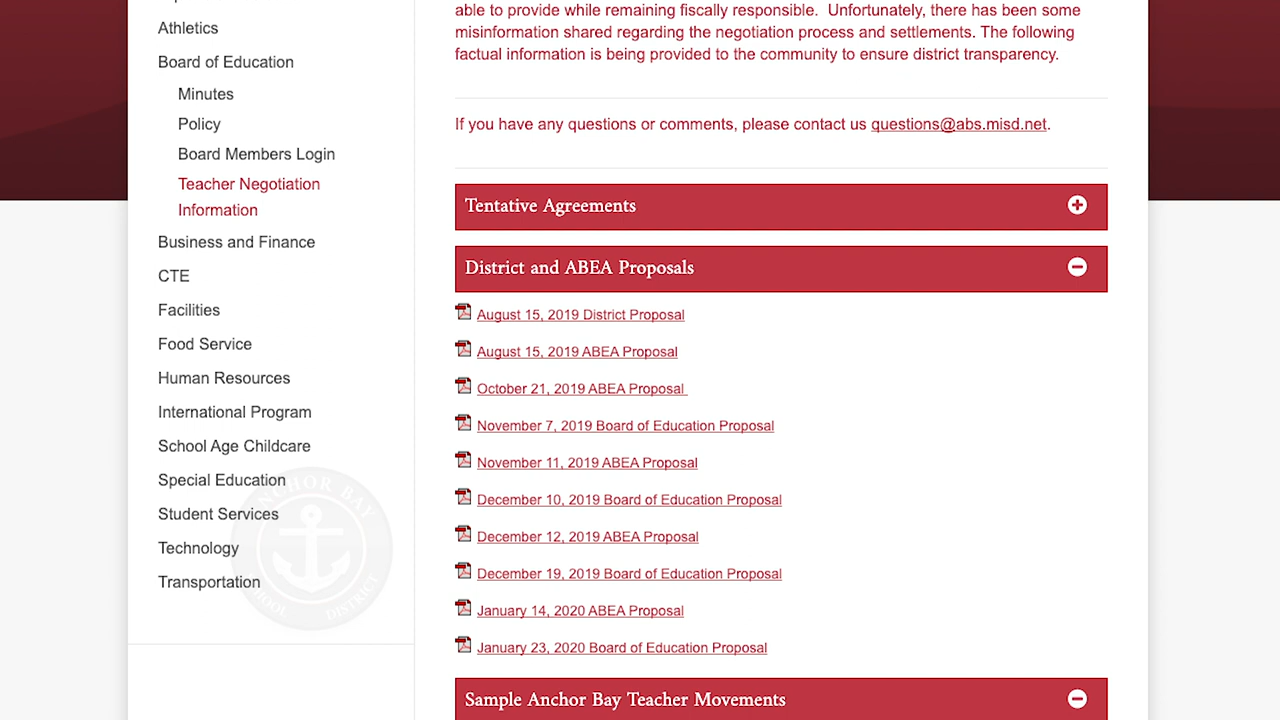 able to provide while remaining fiscally responsible. Unfortunately, there has been some
misinformation shared regarding the negotiation process and settlements. The following
factual information is being provided to the community to ensure district transparency.
If you have any questions or comments, please contact us questions@abs.misd.net.
Athletics
Board of Education
Minutes
Policy
Board Members Login
Teacher Negotiation
Information
Business and Finance
CTE
Facilities
Food Service
Human Resources
International Program
School Age Childcare
Special Education
Student Services
Technology
Transportation
ANCHOR BAY
SCHOOL DISTRICT
Tentative Agreements
District and ABEA Proposals
August 15, 2019 District Proposal
August 15, 2019 ABEA Proposal
October 21, 2019 ABEA Proposal
November 7, 2019 Board of Education Proposal
November 11, 2019 ABEA Proposal
December 10, 2019 Board of Education Proposal
December 12, 2019 ABEA Proposal
December 19, 2019 Board of Education Proposal
January 14, 2020 ABEA Proposal
January 23, 2020 Board of Education Proposal
Sample Anchor Bay Teacher Movements